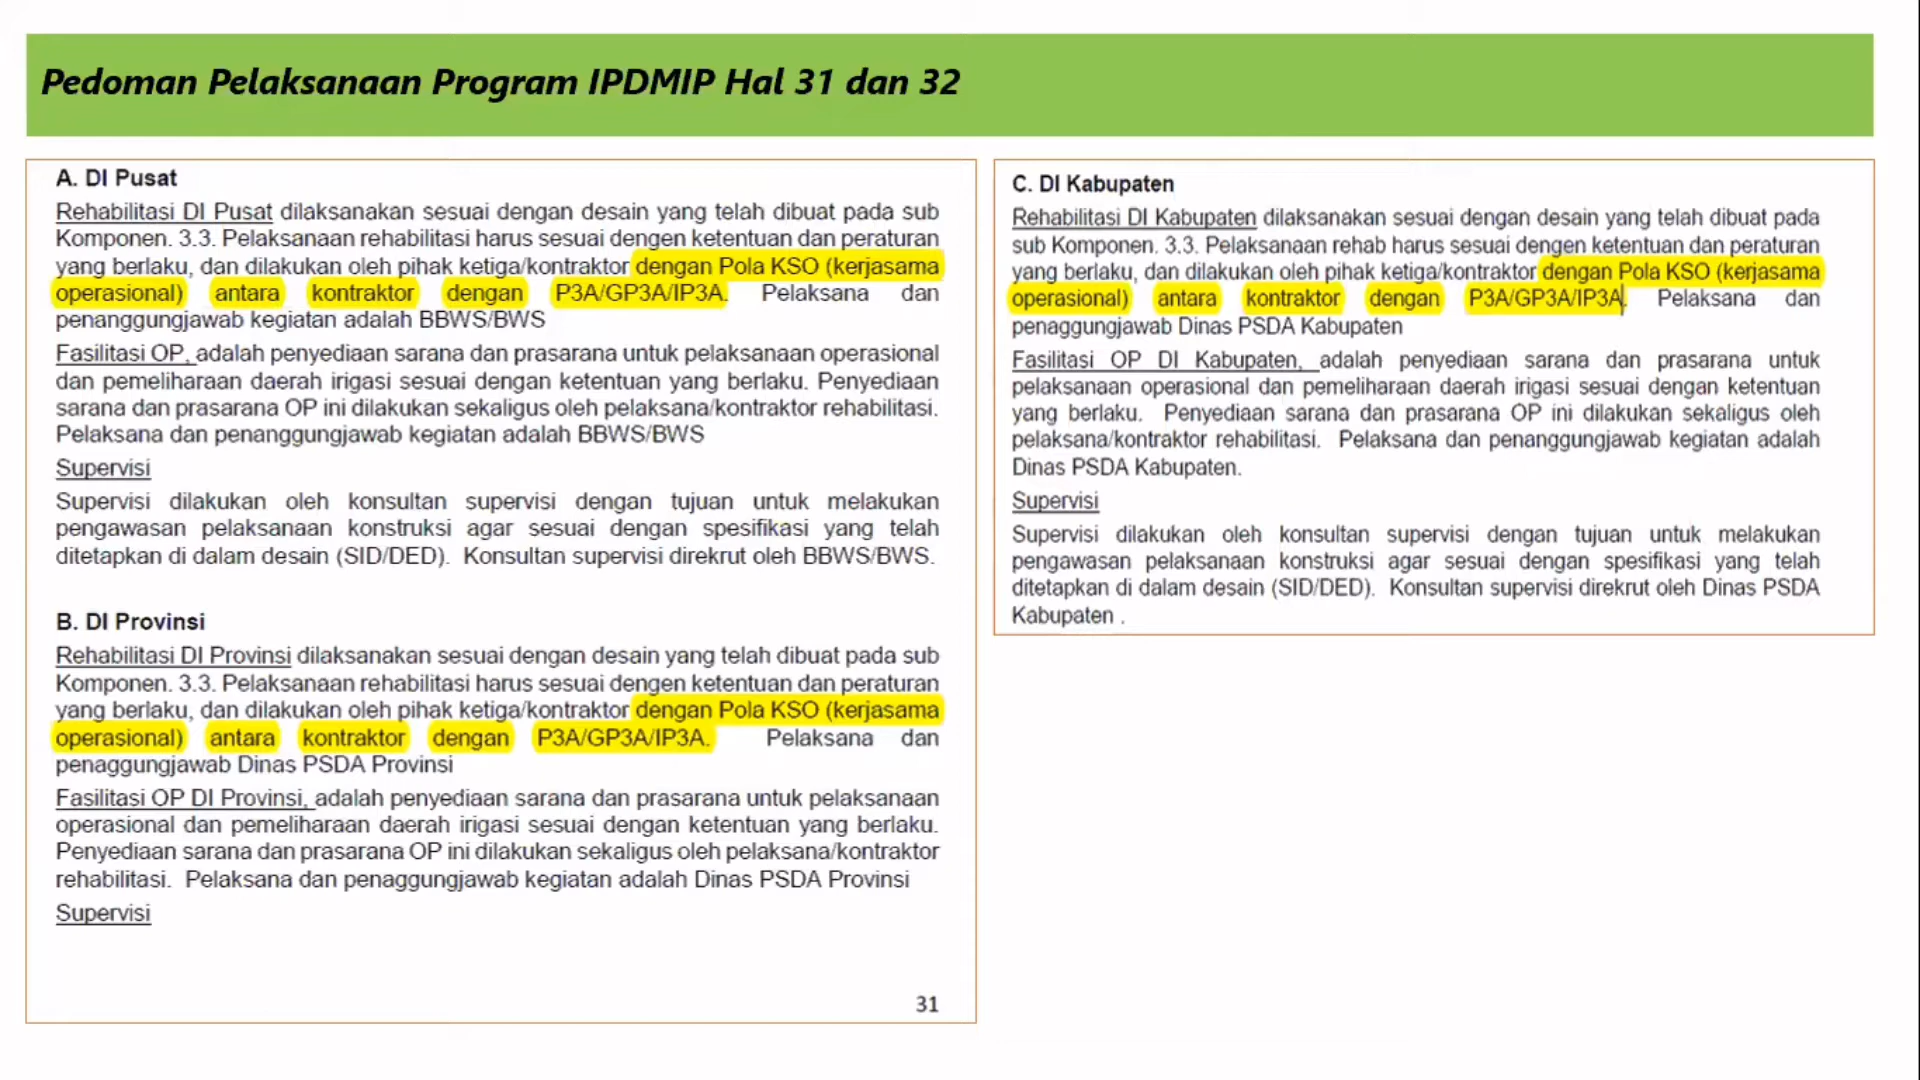 Pedoman Pelaksanaan Program IPDMIP Hal 31 dan 32
A. DI Pusat
Rehabilitasi DI Pusat dilaksanakan sesuai dengan desain yang telah dibuat pada sub
Komponen. 3.3. Pelaksanaan rehabilitasi harus sesuai dengen ketentuan dan peraturan
yang berlaku, dan dilakukan oleh pihak ketiga/kontraktor dengan Pola KSO (kerjasama
operasional) antara kontraktor dengan P3A/GP3A/IP3A. Pelaksana dan
penanggungjawab kegiatan adalah BBWS/BWS
Fasilitasi OP, adalah penyediaan sarana dan prasarana untuk pelaksanaan operasional
dan pemeliharaan daerah irigasi sesuai dengan ketentuan yang berlaku. Penyediaan
sarana dan prasarana OP ini dilakukan sekaligus oleh pelaksana/kontraktor rehabilitasi.
Pelaksana dan penanggungjawab kegiatan adalah BBWS/BWS
Supervisi
Supervisi dilakukan oleh konsultan supervisi dengan tujuan untuk melakukan
pengawasan pelaksanaan konstruksi agar sesuai dengan spesifikasi yang telah
ditetapkan di dalam desain (SID/DED). Konsultan supervisi direkrut oleh BBWS/BWS.
B. DI Provinsi
Rehabilitasi DI Provinsi dilaksanakan sesuai dengan desain yang telah dibuat pada sub
Komponen. 3.3. Pelaksanaan rehabilitasi harus sesuai dengen ketentuan dan peraturan
yang berlaku, dan dilakukan oleh pihak ketiga/kontraktor dengan Pola KSO (kerjasama
operasional) antara kontraktor dengan P3A/GP3A/IP3A. Pelaksana dan
penaggungjawab Dinas PSDA Provinsi
Fasilitasi OP DI Provinsi, adalah penyediaan sarana dan prasarana untuk pelaksanaan
operasional dan pemeliharaan daerah irigasi sesuai dengan ketentuan yang berlaku.
Penyediaan sarana dan prasarana OP ini dilakukan sekaligus oleh pelaksana/kontraktor
rehabilitasi. Pelaksana dan penaggungjawab kegiatan adalah Dinas PSDA Provinsi
Supervisi
31
C. DI Kabupaten
Rehabilitasi DI Kabupaten dilaksanakan sesuai dengan desain yang telah dibuat pada
sub Komponen. 3.3. Pelaksanaan rehab harus sesuai dengen ketentuan dan peraturan
yang berlaku, dan dilakukan oleh pihak ketiga/kontraktor dengan Pola KSO (kerjasama
operasional) antara kontraktor dengan P3A/GP3A/IP3A. Pelaksana dan
penaggungjawab Dinas PSDA Kabupaten
Fasilitasi OP DI Kabupaten, adalah penyediaan sarana dan prasarana untuk
pelaksanaan operasional dan pemeliharaan daerah irigasi sesuai dengan ketentuan
yang berlaku. Penyediaan sarana dan prasarana OP ini dilakukan sekaligus oleh
pelaksana/kontraktor rehabilitasi. Pelaksana dan penanggungjawab kegiatan adalah
Dinas PSDA Kabupaten.
Supervisi
Supervisi dilakukan oleh konsultan supervisi dengan tujuan untuk melakukan
pengawasan pelaksanaan konstruksi agar sesuai dengan spesifikasi yang telah
ditetapkan di dalam desain (SID/DED). Konsultan supervisi direkrut oleh Dinas PSDA
Kabupaten .